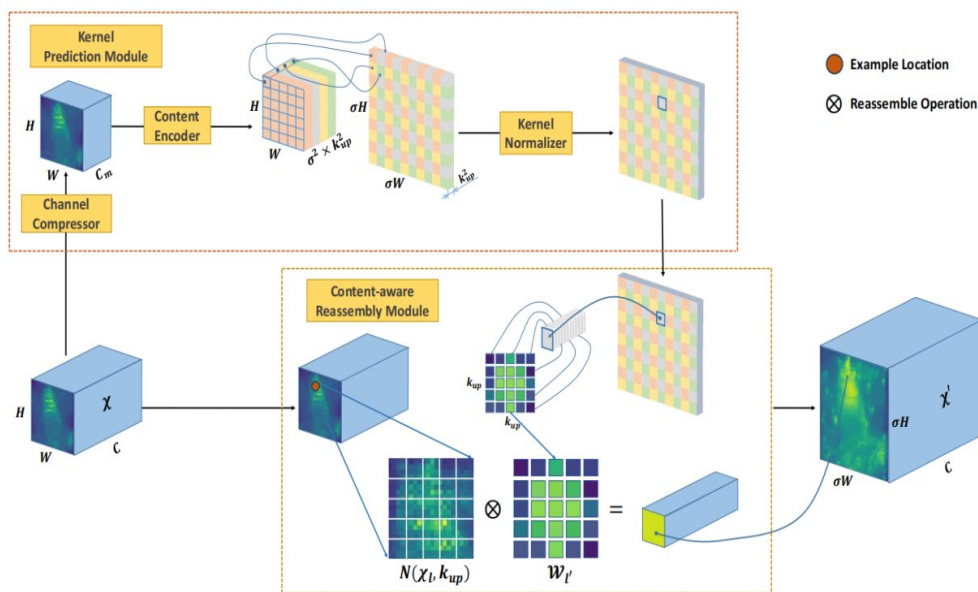 Kernel
Prediction Module
H
W
C_m
Content
Encoder
H
W
σ² × k²_up
σH
σW
k²_up
Kernel
Normalizer
Example Location
Reassemble Operation
Channel
Compressor
Content-aware
Reassembly Module
H
W
χ
C
k_up
k_up
N(χ_l, k_up)
⊗
W_l'
=
χ'
σH
σW
C